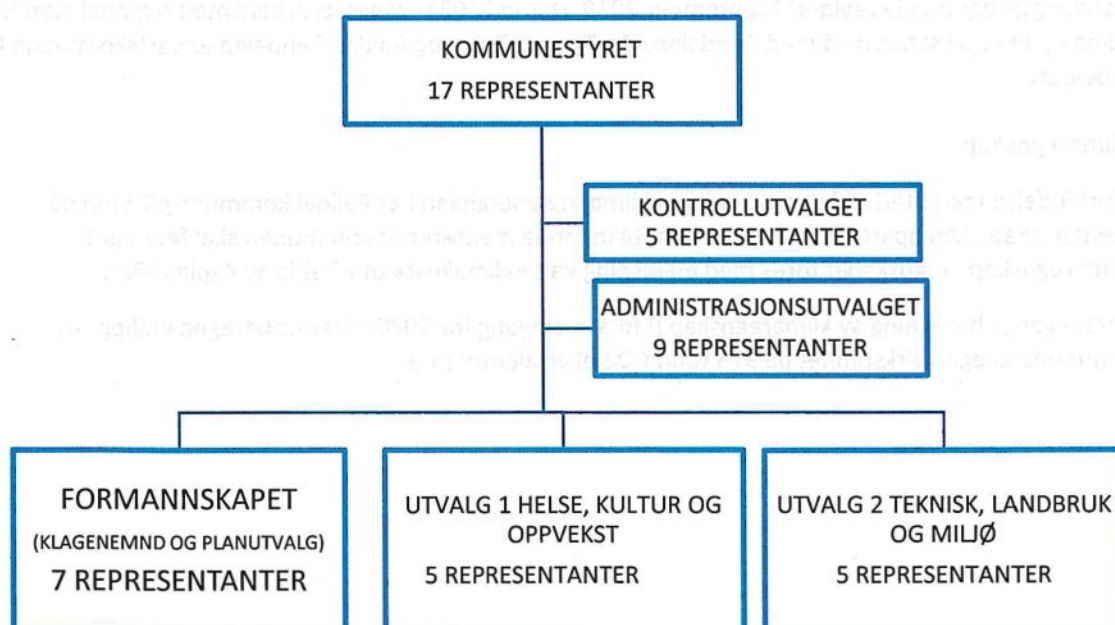 KOMMUNESTYRET
17 REPRESENTANTER
KONTROLLUTVALGET
5 REPRESENTANTER
ADMINISTRASJONSUTVALGET
9 REPRESENTANTER
FORMANNSKAPET
(KLAGENEMND OG PLANUTVALG)
7 REPRESENTANTER
UTVALG 1 HELSE, KULTUR OG
OPPVEKST
5 REPRESENTANTER
UTVALG 2 TEKNISK, LANDBRUK
OG MILJØ
5 REPRESENTANTER